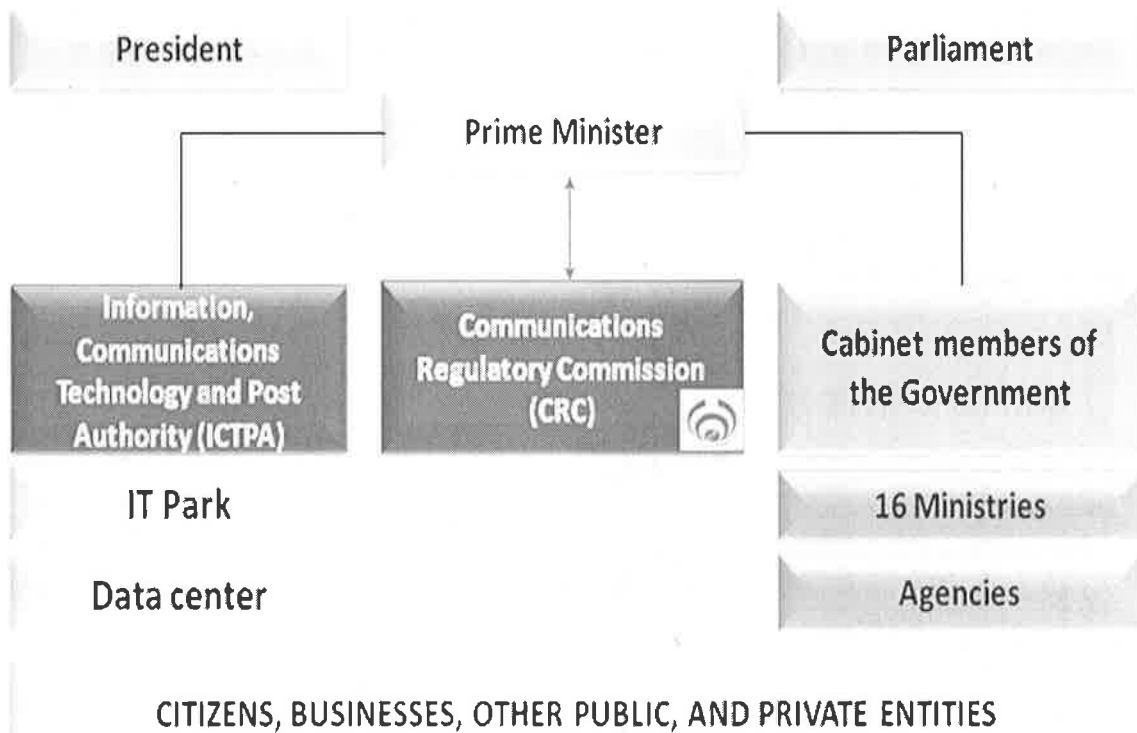 President
Parliament
Prime Minister
Information,
Communications
Technology and Post
Authority (ICTPA)
Communications
Regulatory Commission
(CRC)
Cabinet members of
the Government
IT Park
16 Ministries
Data center
Agencies
CITIZENS, BUSINESSES, OTHER PUBLIC, AND PRIVATE ENTITIES